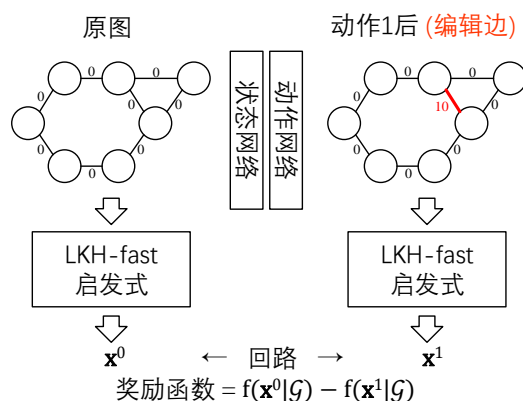 原图
动作1后 (编辑边)
0 0
0 0 0
0 0
0
状态网络
动作网络
0 0
0 10 0
0 0
0
LKH-fast
启发式
LKH-fast
启发式
x⁰ ← 回路 → x¹
奖励函数 = f(x⁰|𝒢) − f(x¹|𝒢)